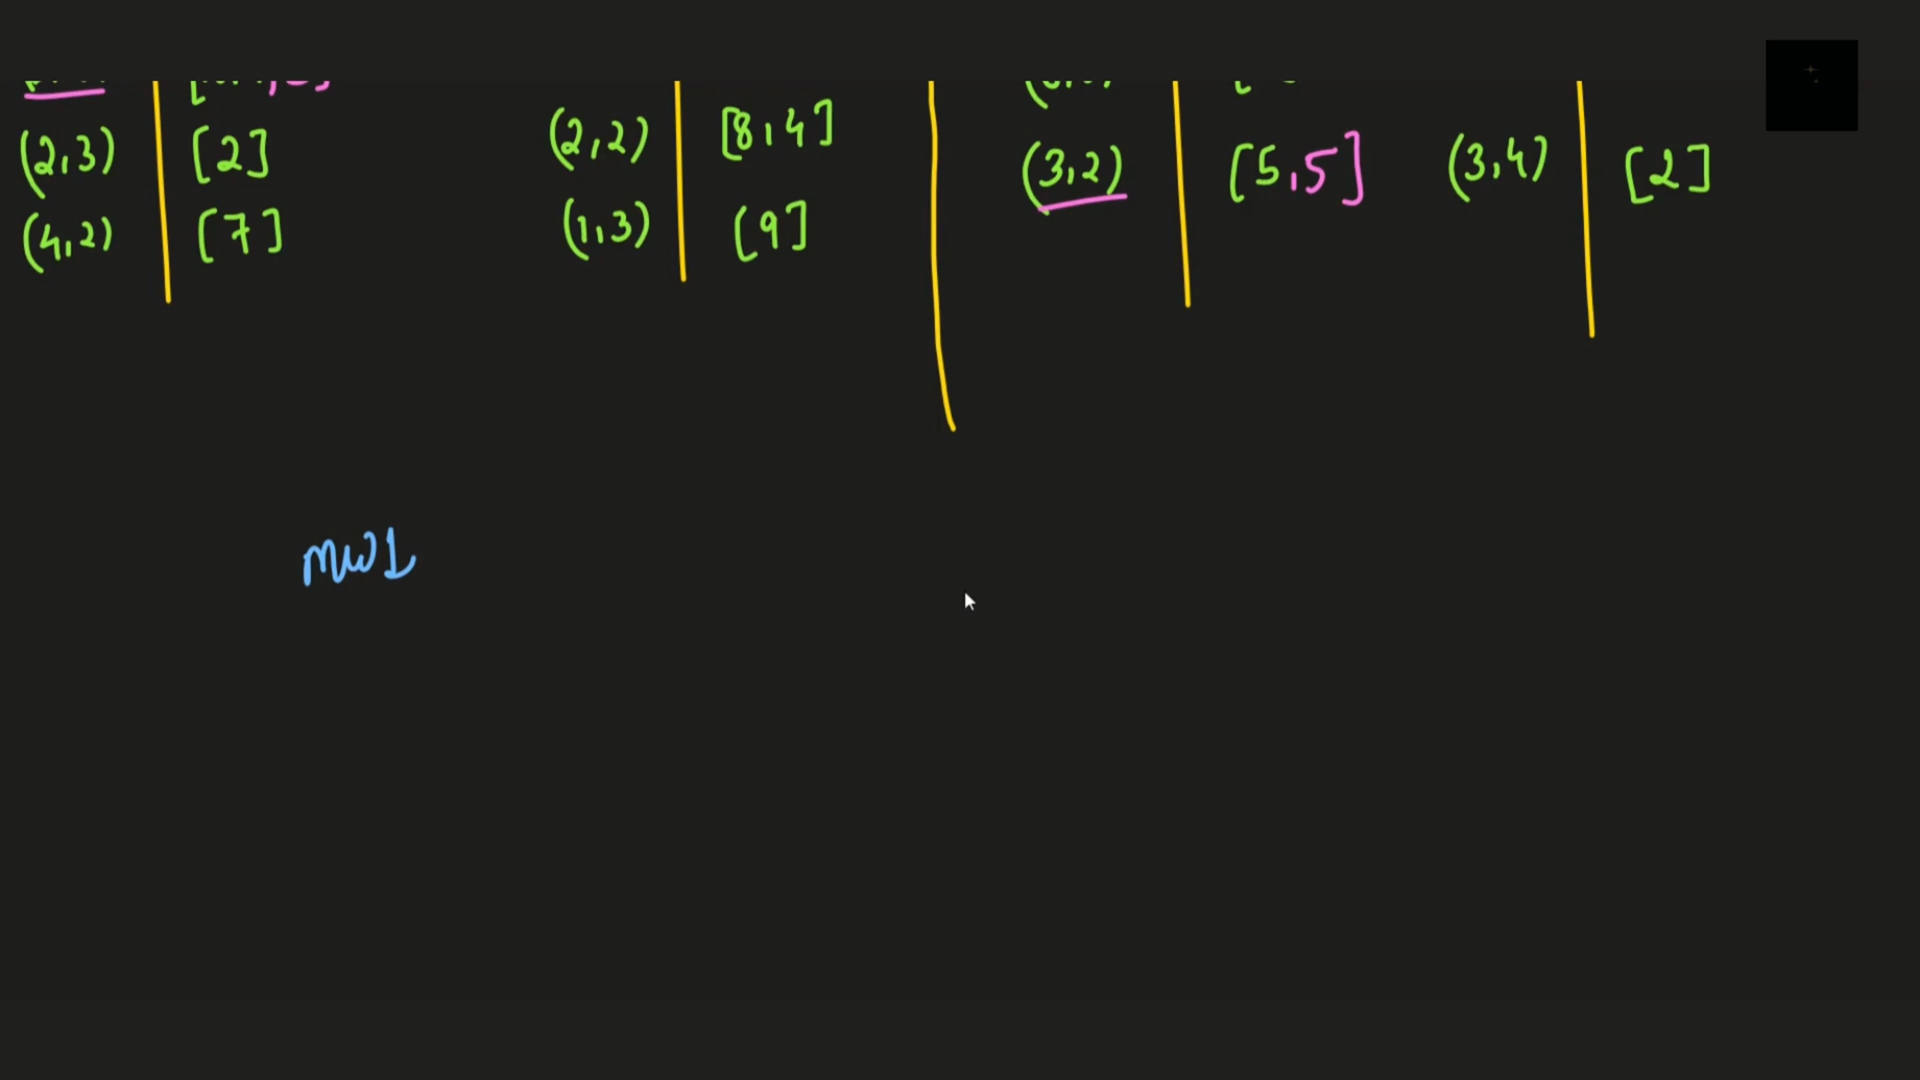 (2,3) [2] (2,2) [8,4] (3,2) [5,5] (3,4) [2]
(4,2) [7] (1,3) [9]
mw1